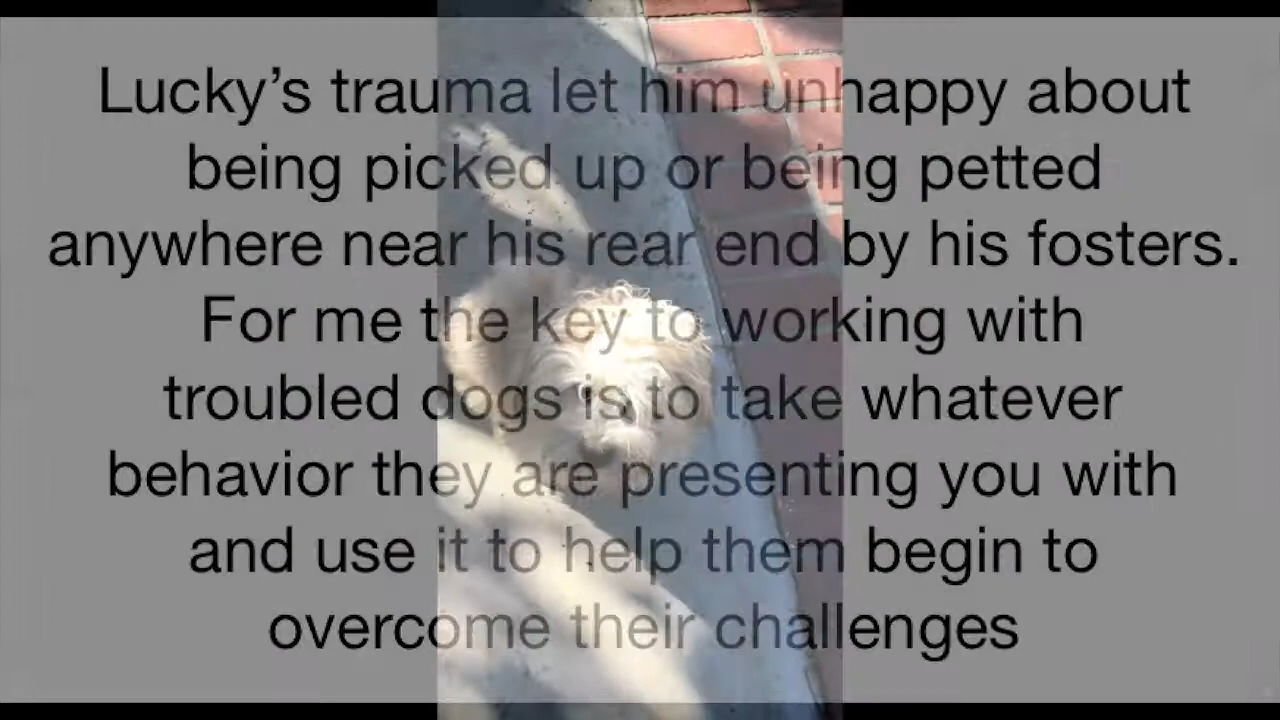 Lucky’s trauma let him unhappy about
being picked up or being petted
anywhere near his rear end by his fosters.
For me the key to working with
troubled dogs is to take whatever
behavior they are presenting you with
and use it to help them begin to
overcome their challenges